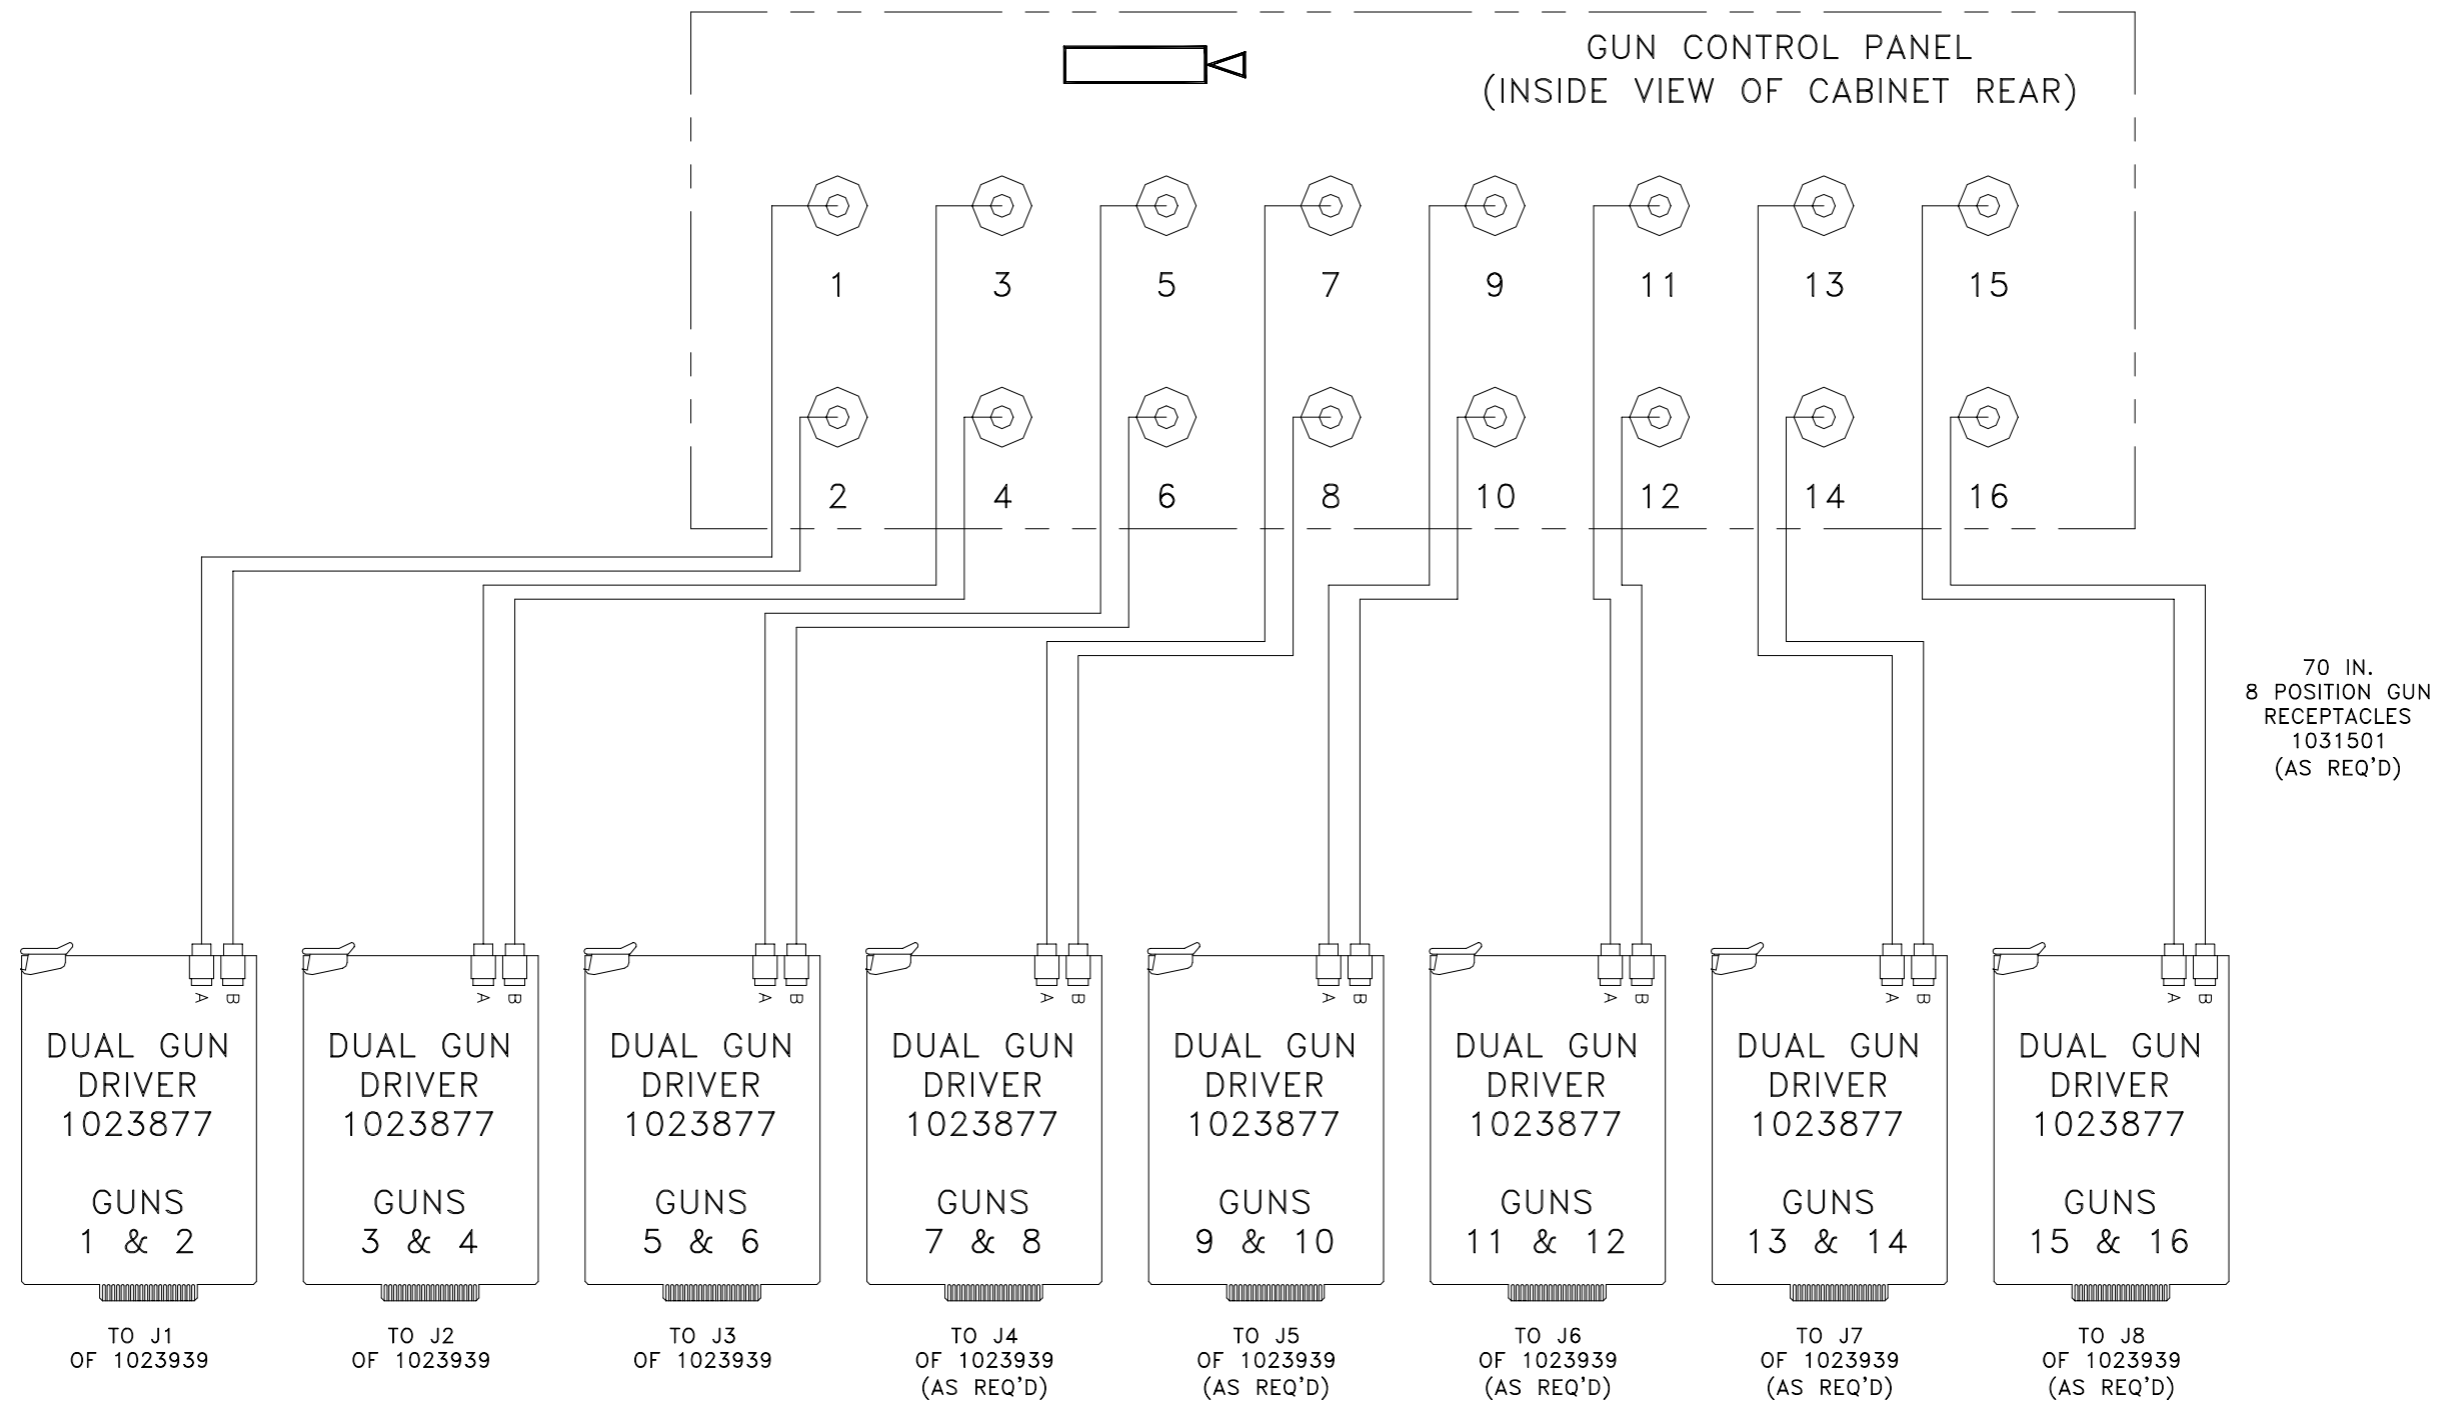 GUN CONTROL PANEL
(INSIDE VIEW OF CABINET REAR)
1 3 5 7 9 11 13 15
2 4 6 8 10 12 14 16
70 IN.
8 POSITION GUN
RECEPTACLES
1031501
(AS REQ'D)
A B
DUAL GUN
DRIVER
1023877
GUNS
1 & 2
TO J1
OF 1023939
A B
DUAL GUN
DRIVER
1023877
GUNS
3 & 4
TO J2
OF 1023939
A B
DUAL GUN
DRIVER
1023877
GUNS
5 & 6
TO J3
OF 1023939
A B
DUAL GUN
DRIVER
1023877
GUNS
7 & 8
TO J4
OF 1023939
(AS REQ'D)
A B
DUAL GUN
DRIVER
1023877
GUNS
9 & 10
TO J5
OF 1023939
(AS REQ'D)
A B
DUAL GUN
DRIVER
1023877
GUNS
11 & 12
TO J6
OF 1023939
(AS REQ'D)
A B
DUAL GUN
DRIVER
1023877
GUNS
13 & 14
TO J7
OF 1023939
(AS REQ'D)
A B
DUAL GUN
DRIVER
1023877
GUNS
15 & 16
TO J8
OF 1023939
(AS REQ'D)